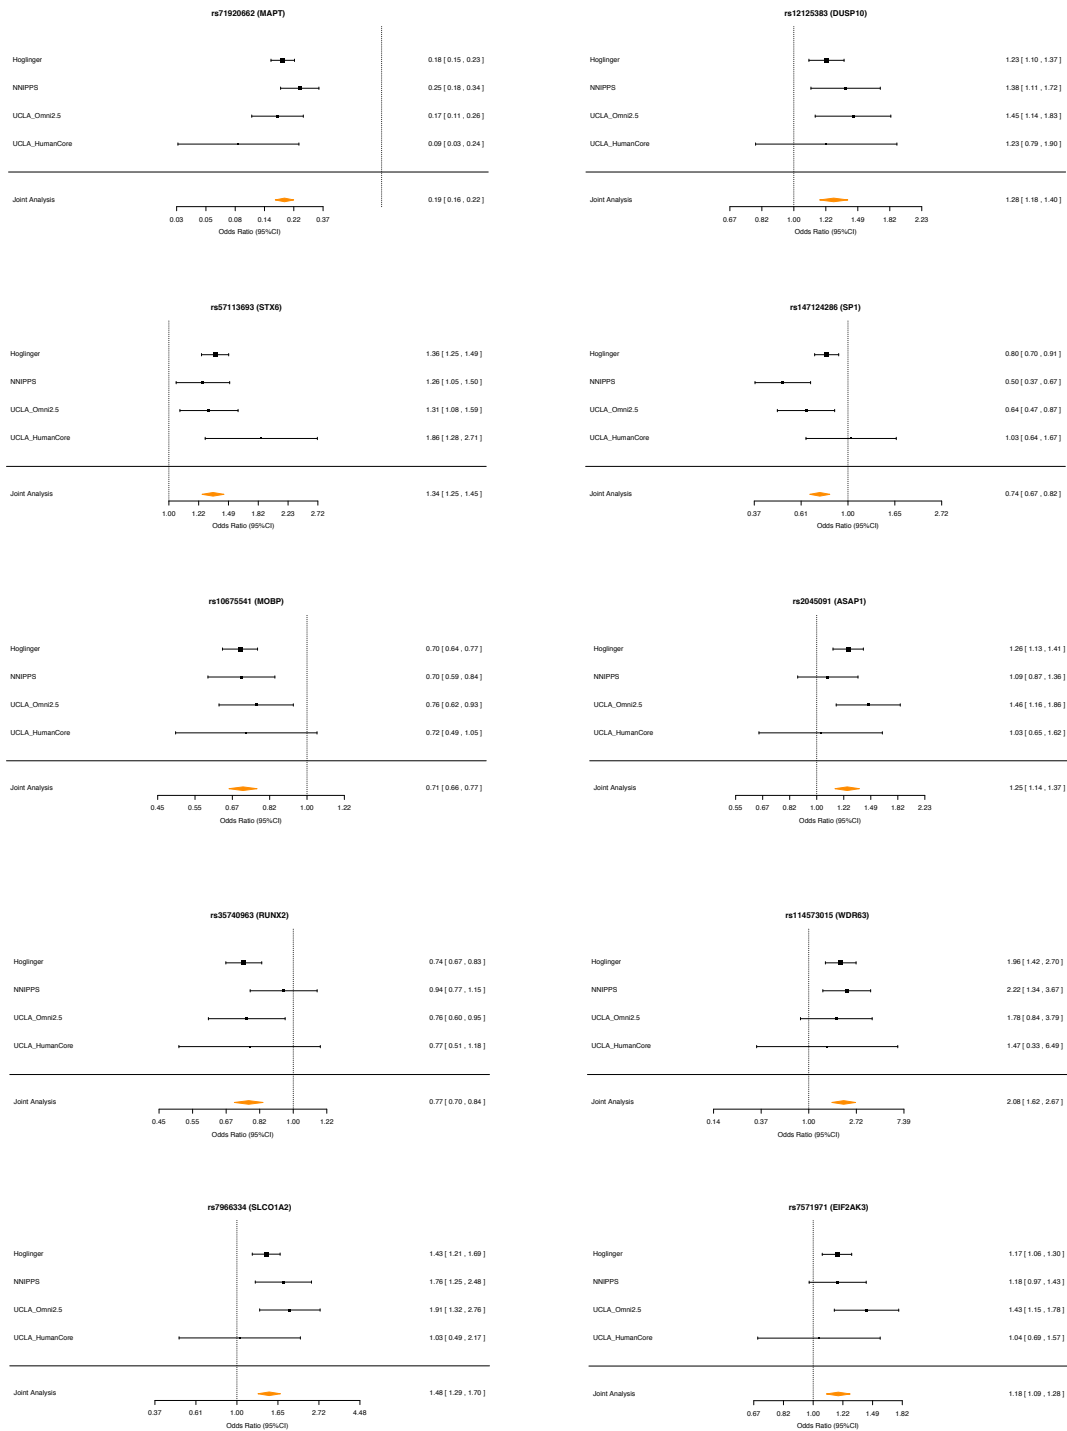 rs71920662 (MAPT)
Hoglinger 0.18 [ 0.15 , 0.23 ]
NNIPPS 0.25 [ 0.18 , 0.34 ]
UCLA_Omni2.5 0.17 [ 0.11 , 0.26 ]
UCLA_HumanCore 0.09 [ 0.03 , 0.24 ]
Joint Analysis 0.19 [ 0.16 , 0.22 ]
0.03 0.05 0.08 0.14 0.22 0.37
Odds Ratio (95%CI)
rs12125383 (DUSP10)
Hoglinger 1.23 [ 1.10 , 1.37 ]
NNIPPS 1.38 [ 1.11 , 1.72 ]
UCLA_Omni2.5 1.45 [ 1.14 , 1.83 ]
UCLA_HumanCore 1.23 [ 0.79 , 1.90 ]
Joint Analysis 1.28 [ 1.18 , 1.40 ]
0.67 0.82 1.00 1.22 1.49 1.82 2.23
Odds Ratio (95%CI)
rs57113693 (STX6)
Hoglinger 1.36 [ 1.25 , 1.49 ]
NNIPPS 1.26 [ 1.05 , 1.50 ]
UCLA_Omni2.5 1.31 [ 1.08 , 1.59 ]
UCLA_HumanCore 1.86 [ 1.28 , 2.71 ]
Joint Analysis 1.34 [ 1.25 , 1.45 ]
1.00 1.22 1.49 1.82 2.23 2.72
Odds Ratio (95%CI)
rs147124286 (SP1)
Hoglinger 0.80 [ 0.70 , 0.91 ]
NNIPPS 0.50 [ 0.37 , 0.67 ]
UCLA_Omni2.5 0.64 [ 0.47 , 0.87 ]
UCLA_HumanCore 1.03 [ 0.64 , 1.67 ]
Joint Analysis 0.74 [ 0.67 , 0.82 ]
0.37 0.61 1.00 1.65 2.72
Odds Ratio (95%CI)
rs10675541 (MOBP)
Hoglinger 0.70 [ 0.64 , 0.77 ]
NNIPPS 0.70 [ 0.59 , 0.84 ]
UCLA_Omni2.5 0.76 [ 0.62 , 0.93 ]
UCLA_HumanCore 0.72 [ 0.49 , 1.05 ]
Joint Analysis 0.71 [ 0.66 , 0.77 ]
0.45 0.55 0.67 0.82 1.00 1.22
Odds Ratio (95%CI)
rs2045091 (ASAP1)
Hoglinger 1.26 [ 1.13 , 1.41 ]
NNIPPS 1.09 [ 0.87 , 1.36 ]
UCLA_Omni2.5 1.46 [ 1.16 , 1.86 ]
UCLA_HumanCore 1.03 [ 0.65 , 1.62 ]
Joint Analysis 1.25 [ 1.14 , 1.37 ]
0.55 0.67 0.82 1.00 1.22 1.49 1.82 2.23
Odds Ratio (95%CI)
rs35740963 (RUNX2)
Hoglinger 0.74 [ 0.67 , 0.83 ]
NNIPPS 0.94 [ 0.77 , 1.15 ]
UCLA_Omni2.5 0.76 [ 0.60 , 0.95 ]
UCLA_HumanCore 0.77 [ 0.51 , 1.18 ]
Joint Analysis 0.77 [ 0.70 , 0.84 ]
0.45 0.55 0.67 0.82 1.00 1.22
Odds Ratio (95%CI)
rs114573015 (WDR63)
Hoglinger 1.96 [ 1.42 , 2.70 ]
NNIPPS 2.22 [ 1.34 , 3.67 ]
UCLA_Omni2.5 1.78 [ 0.84 , 3.79 ]
UCLA_HumanCore 1.47 [ 0.33 , 6.49 ]
Joint Analysis 2.08 [ 1.62 , 2.67 ]
0.14 0.37 1.00 2.72 7.39
Odds Ratio (95%CI)
rs7966334 (SLCO1A2)
Hoglinger 1.43 [ 1.21 , 1.69 ]
NNIPPS 1.76 [ 1.25 , 2.48 ]
UCLA_Omni2.5 1.91 [ 1.32 , 2.76 ]
UCLA_HumanCore 1.03 [ 0.49 , 2.17 ]
Joint Analysis 1.48 [ 1.29 , 1.70 ]
0.37 0.61 1.00 1.65 2.72 4.48
Odds Ratio (95%CI)
rs7571971 (EIF2AK3)
Hoglinger 1.17 [ 1.06 , 1.30 ]
NNIPPS 1.18 [ 0.97 , 1.43 ]
UCLA_Omni2.5 1.43 [ 1.15 , 1.78 ]
UCLA_HumanCore 1.04 [ 0.69 , 1.57 ]
Joint Analysis 1.18 [ 1.09 , 1.28 ]
0.67 0.82 1.00 1.22 1.49 1.82
Odds Ratio (95%CI)